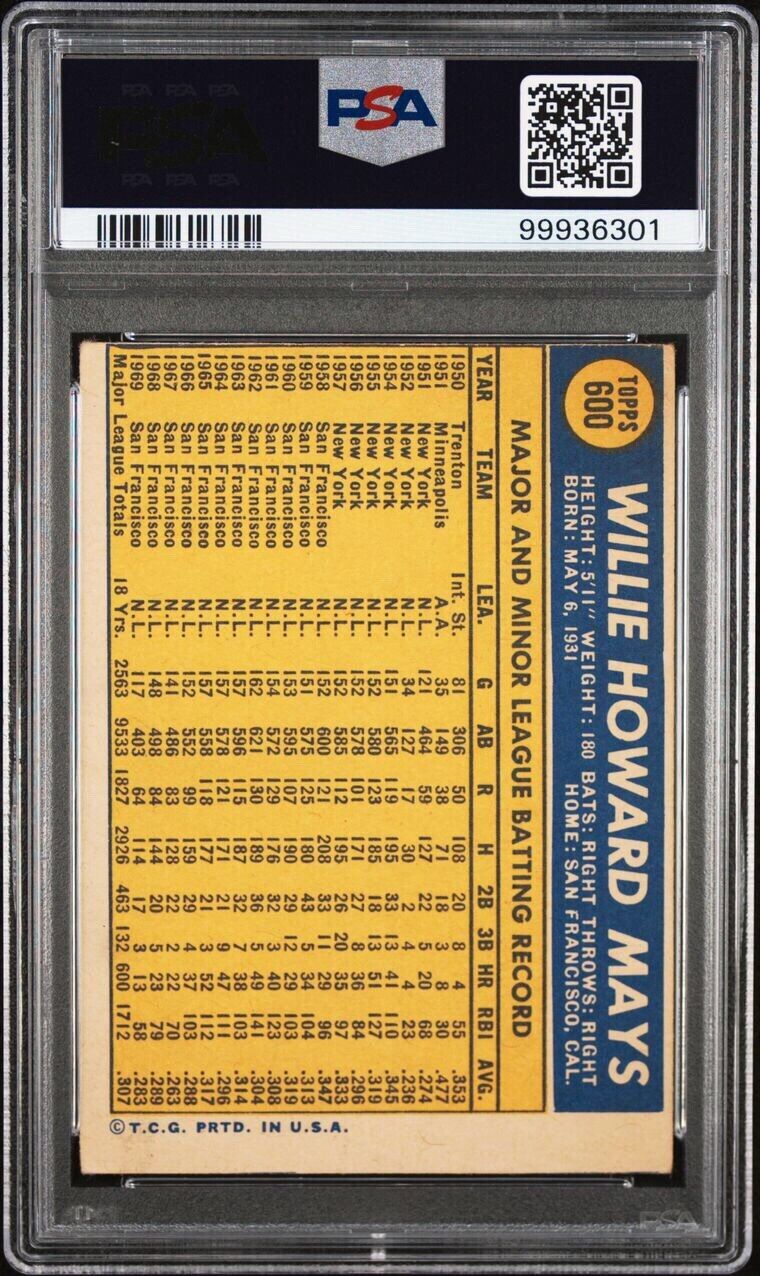 PSA PSA PSA
PSA
PSA PSA PSA
PSA
99936301
TOPPS
600
WILLIE HOWARD MAYS
HEIGHT: 5'11" WEIGHT: 180 BATS: RIGHT THROWS: RIGHT
BORN: MAY 6, 1931 HOME: SAN FRANCISCO, CAL.
MAJOR AND MINOR LEAGUE BATTING RECORD
YEAR TEAM LEA. G AB R H 2B 3B HR RBI AVG.
1950 Trenton Int. St. 81 306 50 108 20 8 4 55 .353
1951 Minneapolis A.A. 35 149 38 71 18 3 8 30 .477
1951 New York N.L. 121 464 59 127 22 5 20 68 .274
1952 New York N.L. 34 127 17 30 2 4 4 23 .236
1954 New York N.L. 151 565 119 195 33 13 41 110 .345
1955 New York N.L. 152 580 123 185 18 13 51 127 .319
1956 New York N.L. 152 578 101 171 27 8 36 84 .296
1957 New York N.L. 152 585 112 195 26 20 35 97 .333
1958 San Francisco N.L. 152 600 121 208 33 11 29 96 .347
1959 San Francisco N.L. 151 575 125 180 43 5 34 104 .313
1960 San Francisco N.L. 153 595 107 190 29 12 29 103 .319
1961 San Francisco N.L. 154 572 129 176 32 3 40 123 .308
1962 San Francisco N.L. 162 621 130 189 36 5 49 141 .304
1963 San Francisco N.L. 157 596 115 187 32 7 38 103 .314
1964 San Francisco N.L. 157 578 121 171 21 9 47 111 .296
1965 San Francisco N.L. 157 558 118 177 21 3 52 112 .317
1966 San Francisco N.L. 152 552 99 159 29 4 37 103 .288
1967 San Francisco N.L. 141 486 83 128 22 2 22 70 .263
1968 San Francisco N.L. 148 498 84 144 20 5 23 79 .289
1969 San Francisco N.L. 117 403 64 114 17 3 13 58 .283
Major League Totals 18 Yrs. 2563 9533 1827 2926 463 132 600 1712 .307
© T.C.G. PRTD. IN U.S.A.
PSA